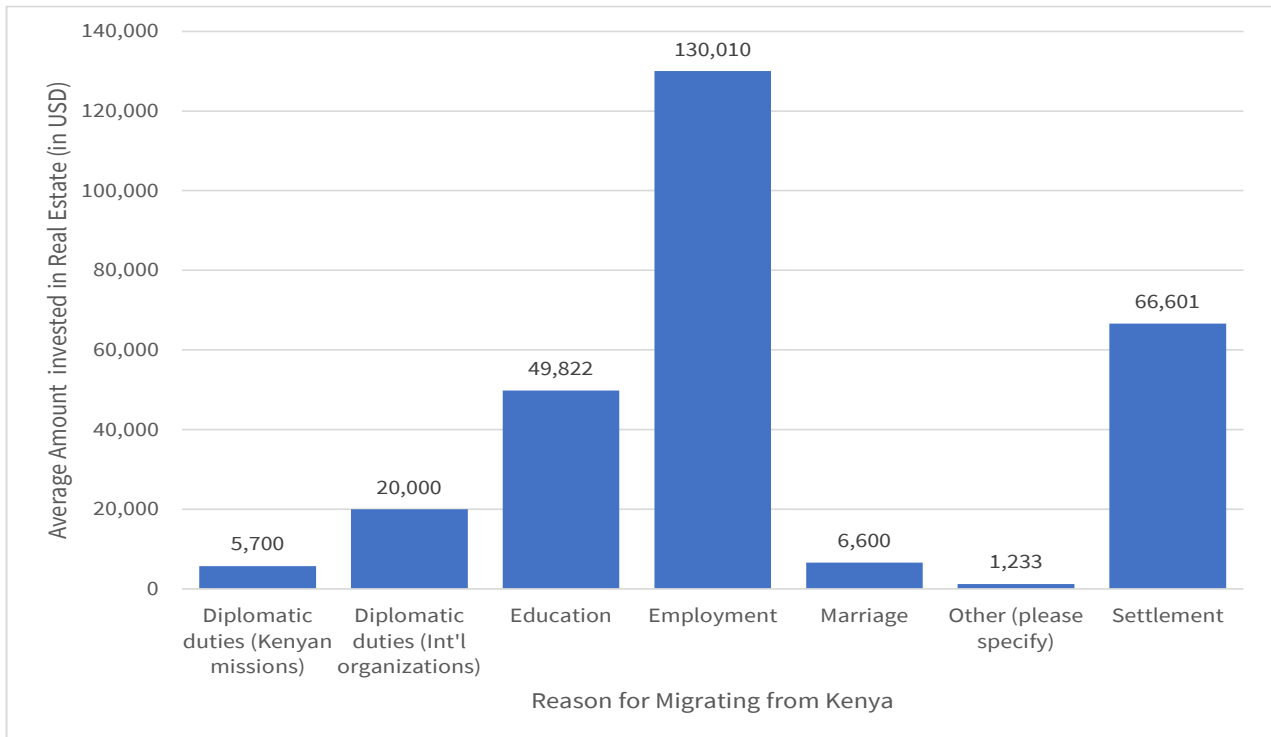 Average Amount invested in Real Estate (in USD)
140,000
120,000
100,000
80,000
60,000
40,000
20,000
0
5,700
20,000
49,822
130,010
6,600
1,233
66,601
Diplomatic
duties (Kenyan
missions)
Diplomatic
duties (Int'l
organizations)
Education
Employment
Marriage
Other (please
specify)
Settlement
Reason for Migrating from Kenya